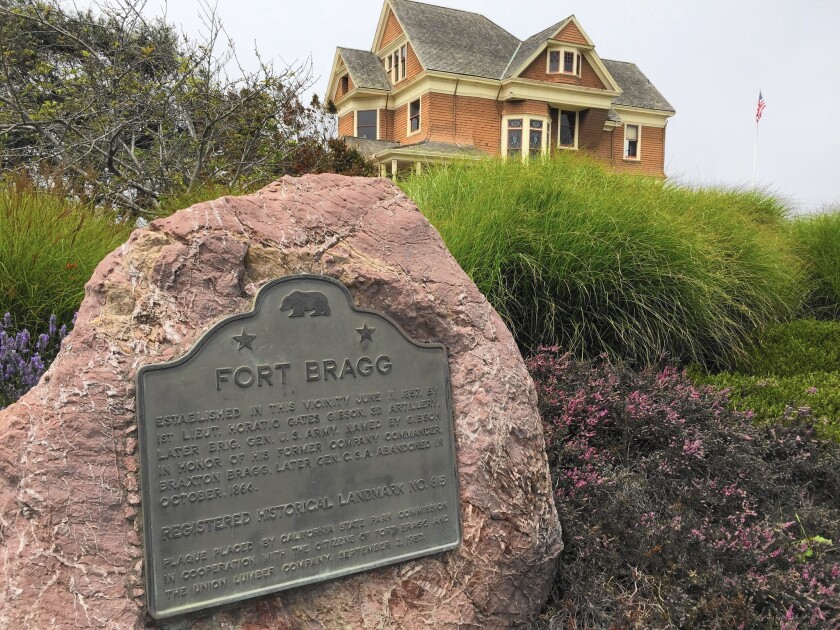 FORT BRAGG
ESTABLISHED IN THIS VICINITY JUNE 11, 1857, BY
1ST LIEUT. HORATIO GATES GIBSON, 3D ARTILLERY,
LATER BRIG. GEN., U.S. ARMY. NAMED BY GIBSON
IN HONOR OF HIS FORMER COMPANY COMMANDER,
BRAXTON BRAGG, LATER GEN., C.S.A. ABANDONED IN
OCTOBER, 1864.
REGISTERED HISTORICAL LANDMARK NO. 615
PLAQUE PLACED BY CALIFORNIA STATE PARK COMMISSION
IN COOPERATION WITH THE CITIZENS OF FORT BRAGG AND
THE UNION LUMBER COMPANY, SEPTEMBER 2, 1957.